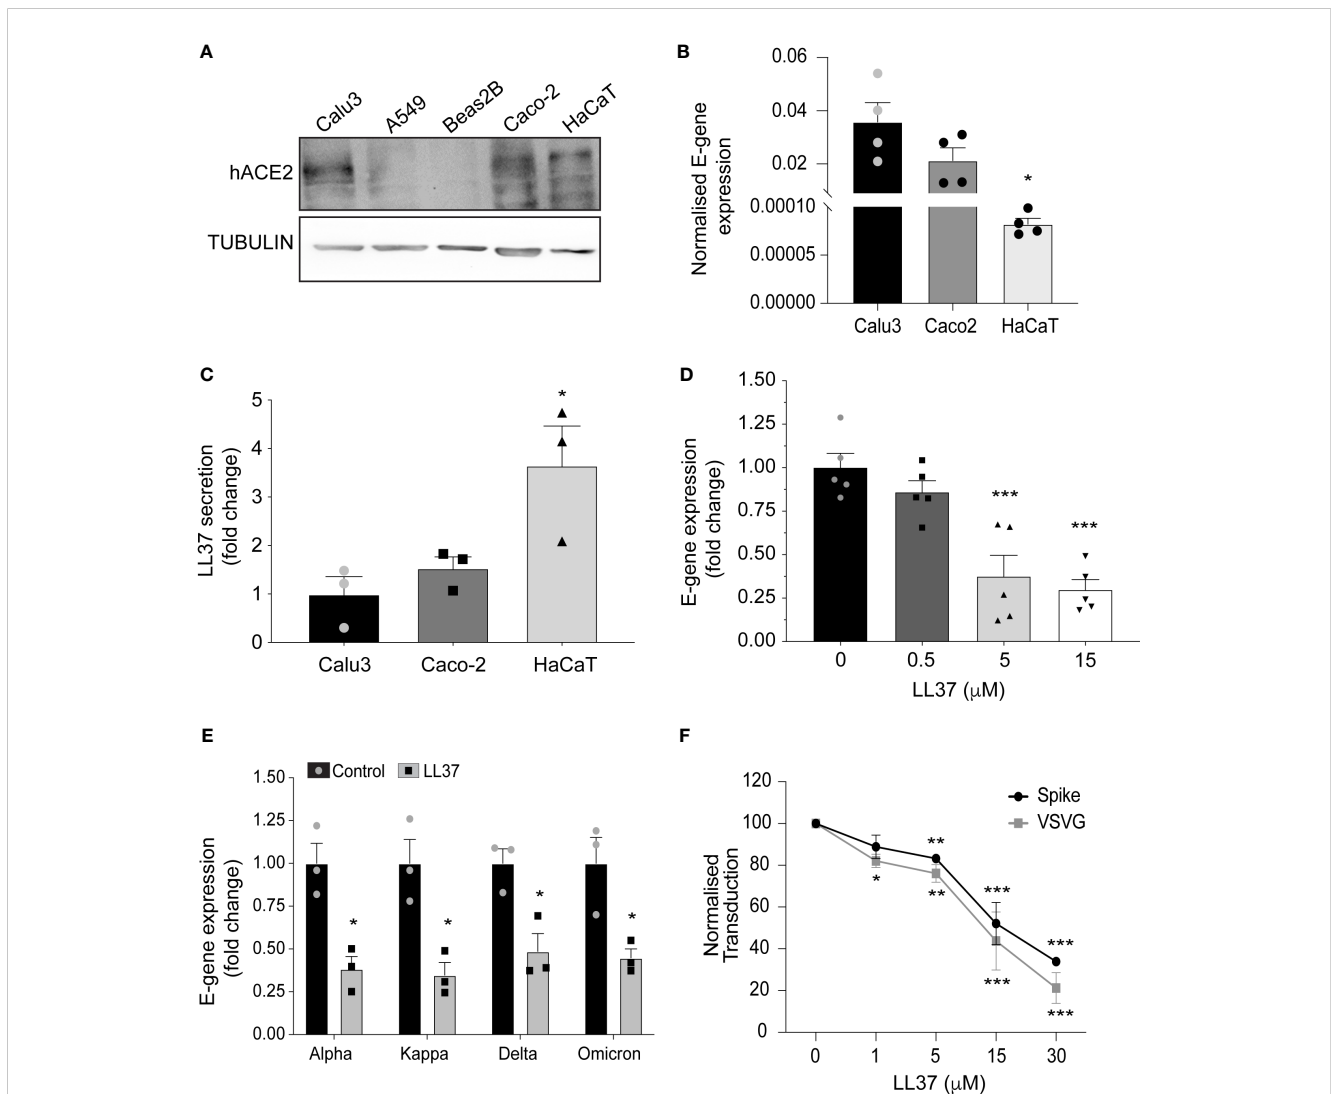 A
Calu3
A549
Beas2B
Caco-2
HaCaT
hACE2
TUBULIN
B
Normalised E-gene
expression
0.06
0.04
0.02
0.00010
0.00005
0.00000
*
Calu3
Caco2
HaCaT
C
LL37 secretion
(fold change)
5
4
3
2
1
0
*
Calu3
Caco-2
HaCaT
D
E-gene expression
(fold change)
1.50
1.25
1.00
0.75
0.50
0.25
0.00
***
***
0
0.5
5
15
LL37 (μM)
E
Control
LL37
E-gene expression
(fold change)
1.50
1.25
1.00
0.75
0.50
0.25
0.00
*
*
*
*
Alpha
Kappa
Delta
Omicron
F
Normalised
Transduction
120
100
80
60
40
20
0
Spike
VSVG
**
*
**
***
***
***
***
0
1
5
15
30
LL37 (μM)